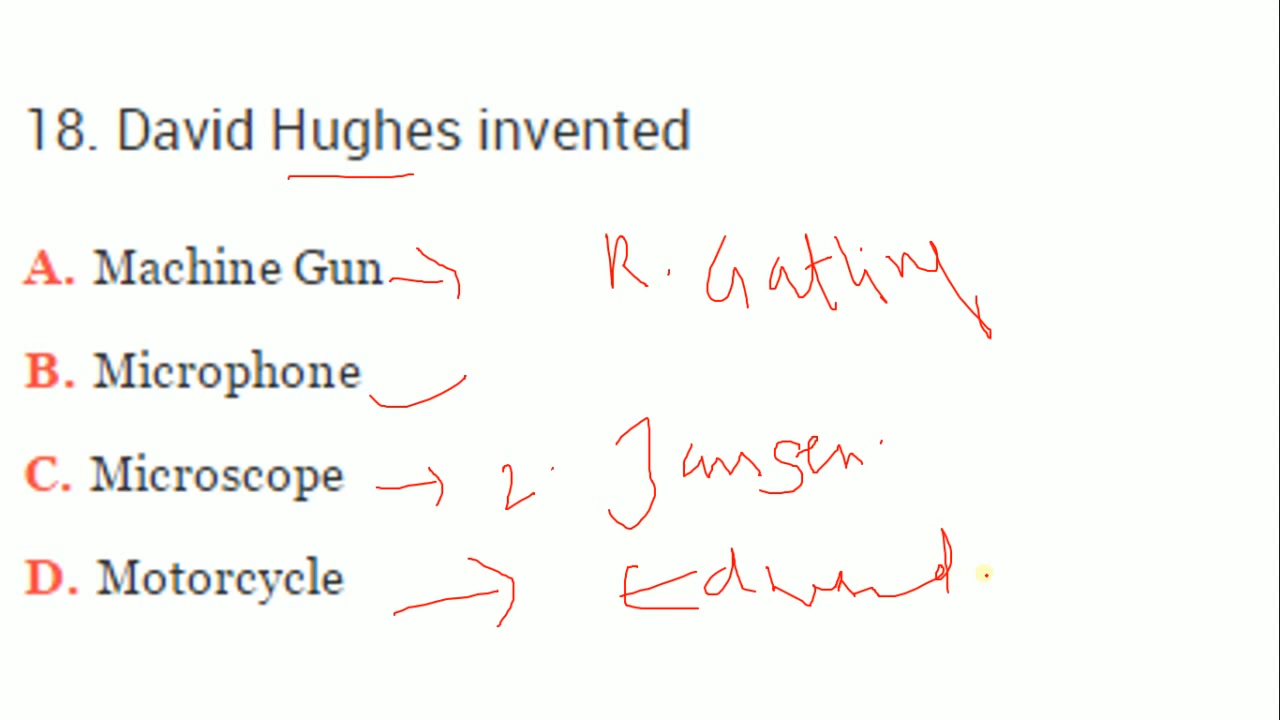 18. David Hughes invented
A. Machine Gun → R. Gatling
B. Microphone
C. Microscope → Z. Jansen.
D. Motorcycle → Edward.